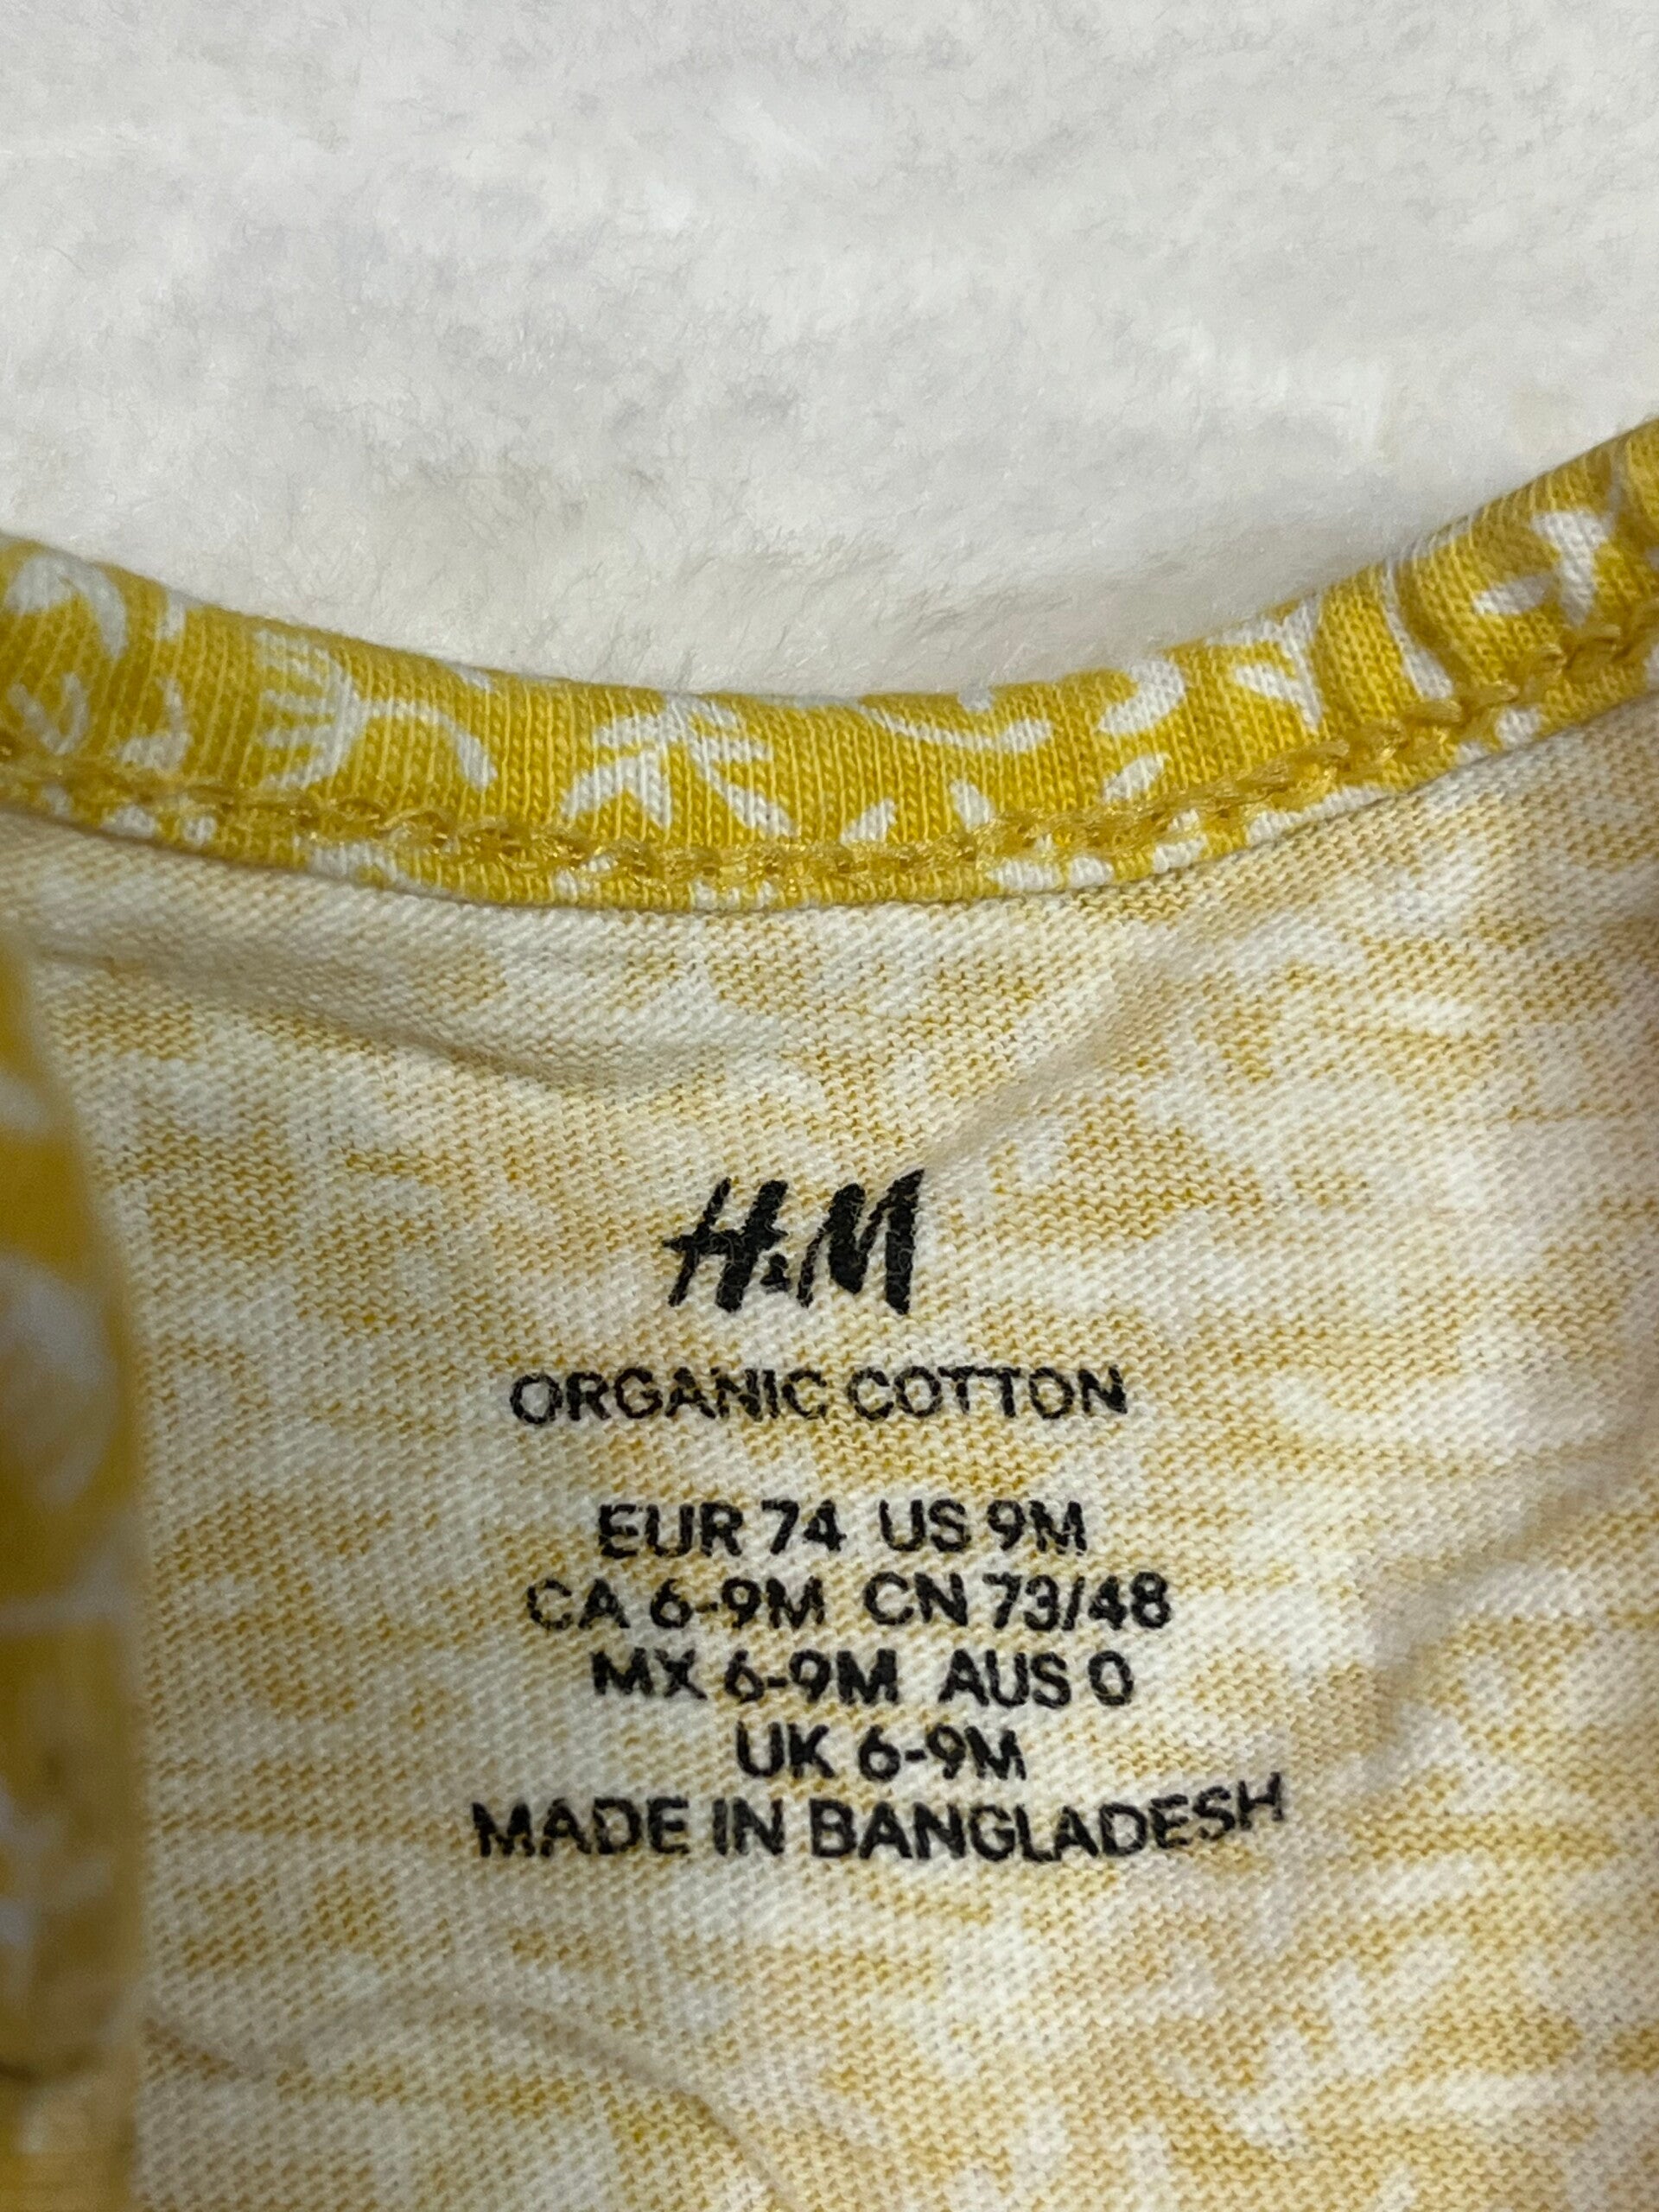 H&M
ORGANIC COTTON
EUR 74 US 9M
CA 6-9M CN 73/48
MX 6-9M AUS 0
UK 6-9M
MADE IN BANGLADESH